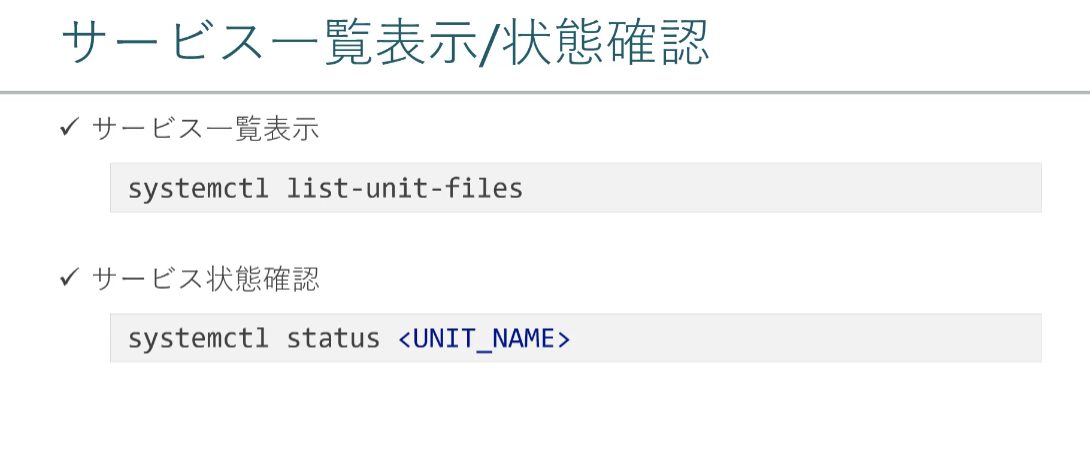 サービス一覧表示/状態確認
✓ サービス一覧表示
systemctl list-unit-files
✓ サービス状態確認
systemctl status <UNIT_NAME>